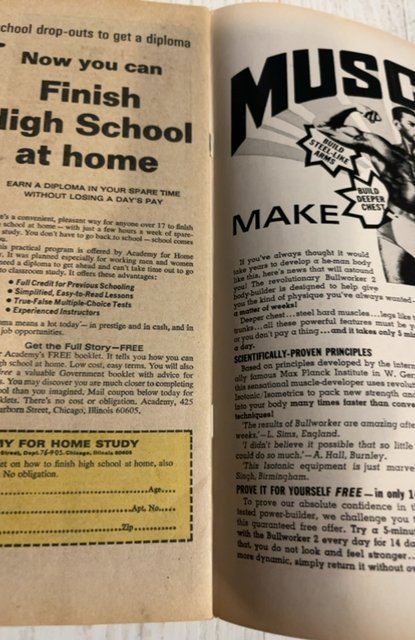 school drop-outs to get a diploma
Now you can
Finish
High School
at home
EARN A DIPLOMA IN YOUR SPARE TIME
WITHOUT LOSING A DAY'S PAY
a convenient, pleasant way for anyone over 17 to finish
school at home — with just a few hours a week of spare-
study. You don't have to go back to school — school comes
you.
This practical program is offered by Academy for Home
It was especially planned for working men and women
need a diploma to get ahead and can't take time out to go
to classroom study. It offers these advantages:
● Full Credit for Previous Schooling
● Simplified, Easy-to-Read Lessons
● True-False Multiple-Choice Tests
● Experienced Instructors
means a lot today — in prestige and in cash, and in
job opportunities.
Get the Full Story—FREE
Academy's FREE booklet. It tells you how you can
school at home. Low cost, easy terms. You will also
free a valuable Government booklet with advice for
You may discover you are much closer to completing
than you imagined. Mail coupon today for
There's no cost or obligation. Academy, 425
Street, Chicago, Illinois 60605.
MY FOR HOME STUDY
Street, Dept. 76-905, Chicago, Illinois 60605
on how to finish high school at home, also
No obligation.
Age
Apt. No.
Zip
MUSC
BUILD
STEEL-LIKE
ARMS
BUILD
DEEPER
CHEST
MAKE
If you've always thought it would
take years to develop a he-man body
like this, here's news that will astound
you! The revolutionary Bullworker 2
body-builder is designed to help give
you the kind of physique you've always wanted
a matter of weeks!
Deeper chest...steel hard muscles...legs like
trunks...all these powerful features must be
or you don't pay a thing...and it takes only 5 mi
a day.
SCIENTIFICALLY-PROVEN PRINCIPLES
Based on principles developed by the intern
ally famous Max Planck Institute in W. Ger
this sensational muscle-developer uses revolu
Isotonic/Isometrics to pack new strength and
into your body many times faster than conve
techniques!
'The results of Bullworker are amazing afte
weeks'—L. Sims, England.
'I didn't believe it possible that so little
could do so much.'—A. Hall, Burnley.
'This Isotonic equipment is just marve
Singh, Birmingham.
PROVE IT FOR YOURSELF FREE — in only 1
To prove our absolute confidence in th
tested power-builder, we challenge you t
this guaranteed free offer. Try a 5-minut
with the Bullworker 2 every day for 14 da
that, you do not look and feel stronger...
more dynamic, simply return it without ov